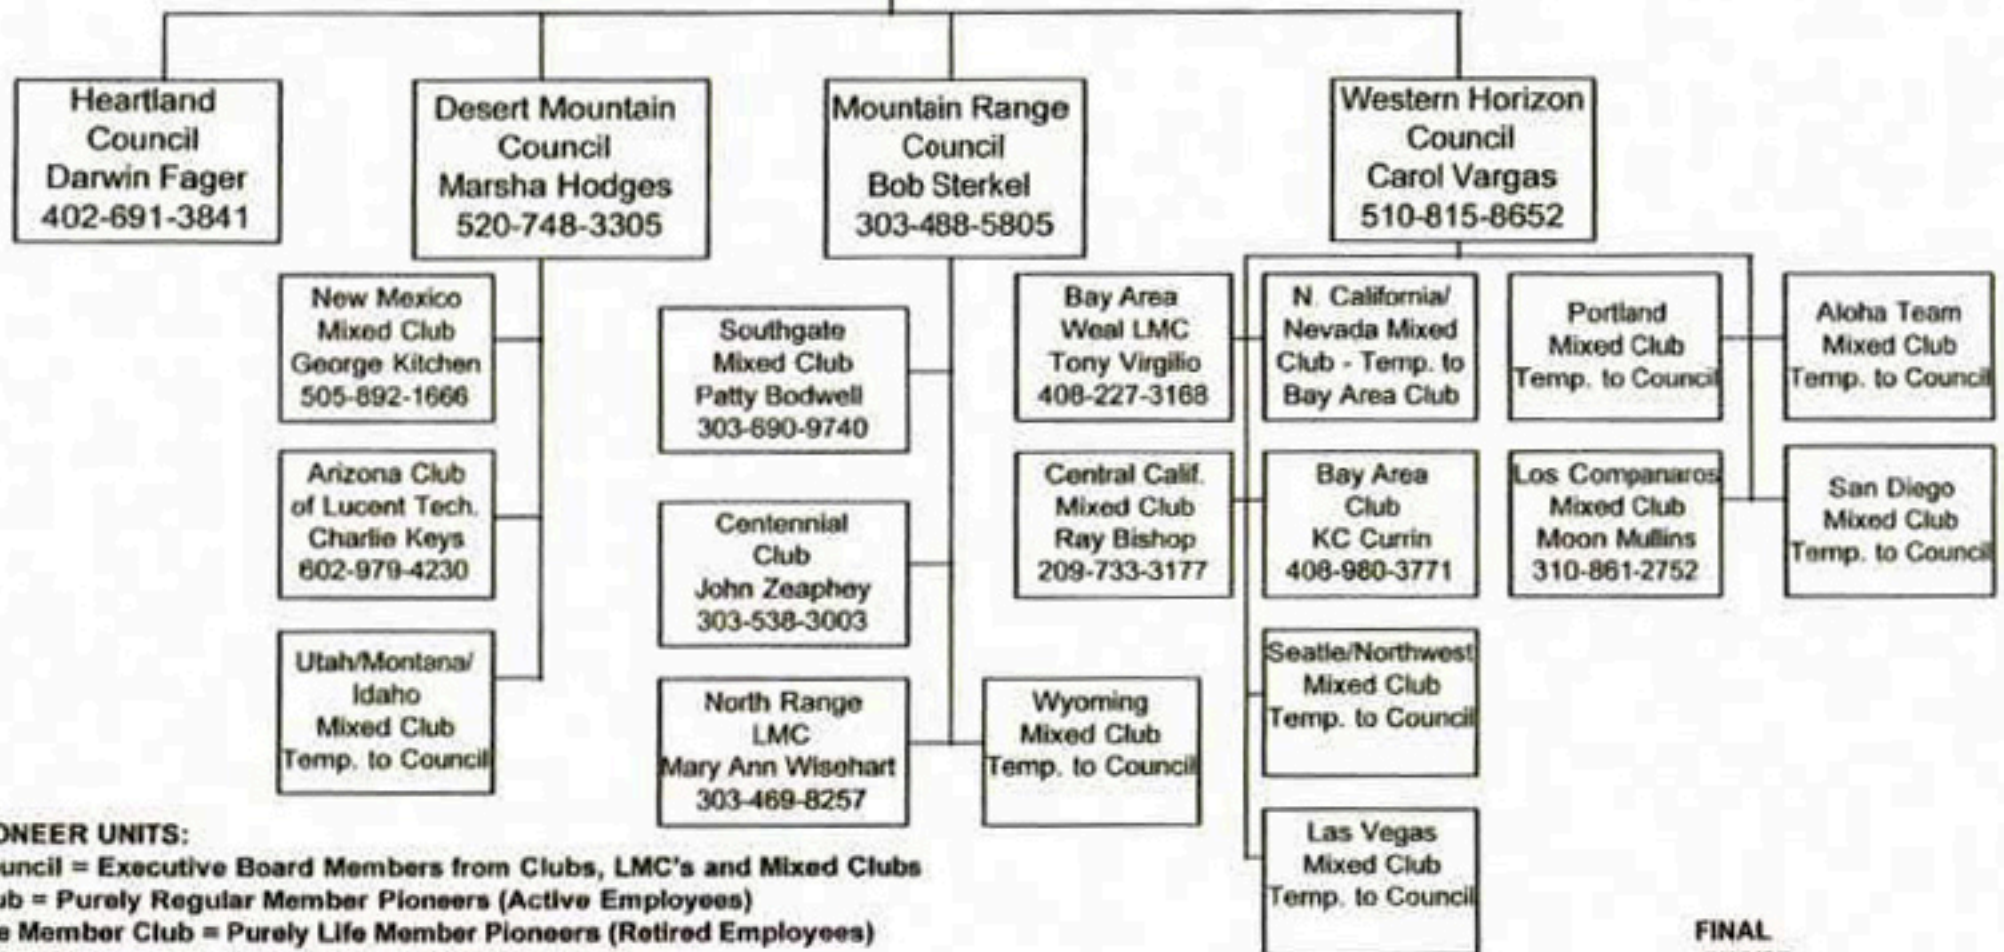 Heartland
Council
Darwin Fager
402-691-3841
Desert Mountain
Council
Marsha Hodges
520-748-3305
Mountain Range
Council
Bob Sterkel
303-488-5805
Western Horizon
Council
Carol Vargas
510-815-8652
New Mexico
Mixed Club
George Kitchen
505-892-1666
Arizona Club
of Lucent Tech.
Charlie Keys
602-979-4230
Utah/Montana/
Idaho
Mixed Club
Temp. to Council
Southgate
Mixed Club
Patty Bodwell
303-690-9740
Centennial
Club
John Zeaphey
303-538-3003
North Range
LMC
Mary Ann Wisehart
303-469-8257
Wyoming
Mixed Club
Temp. to Council
Bay Area
Weal LMC
Tony Virgilio
408-227-3168
N. California/
Nevada Mixed
Club - Temp. to
Bay Area Club
Portland
Mixed Club
Temp. to Council
Aloha Team
Mixed Club
Temp. to Council
Central Calif.
Mixed Club
Ray Bishop
209-733-3177
Bay Area
Club
KC Currin
408-980-3771
Los Companaros
Mixed Club
Moon Mullins
310-861-2752
San Diego
Mixed Club
Temp. to Council
Seatle/Northwest
Mixed Club
Temp. to Council
Las Vegas
Mixed Club
Temp. to Council
ONEER UNITS:
uncil = Executive Board Members from Clubs, LMC's and Mixed Clubs
ub = Purely Regular Member Pioneers (Active Employees)
e Member Club = Purely Life Member Pioneers (Retired Employees)
FINAL